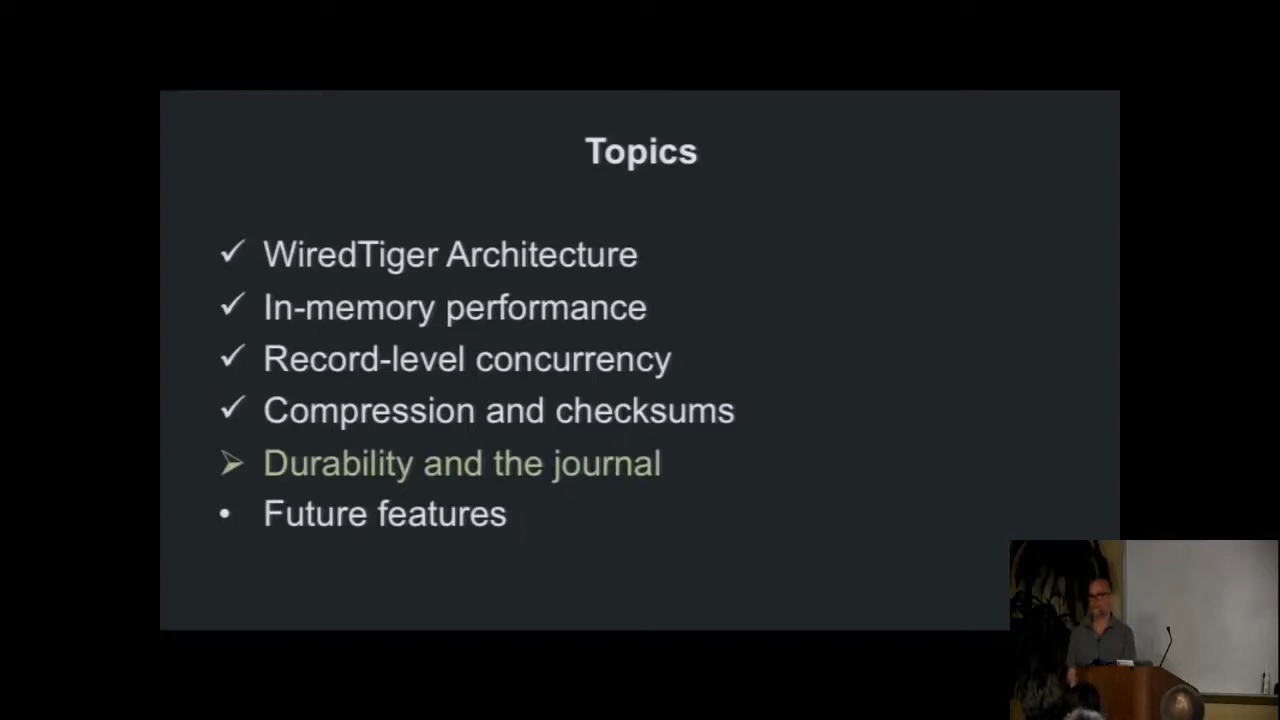 Topics
✓ WiredTiger Architecture
✓ In-memory performance
✓ Record-level concurrency
✓ Compression and checksums
➢ Durability and the journal
• Future features